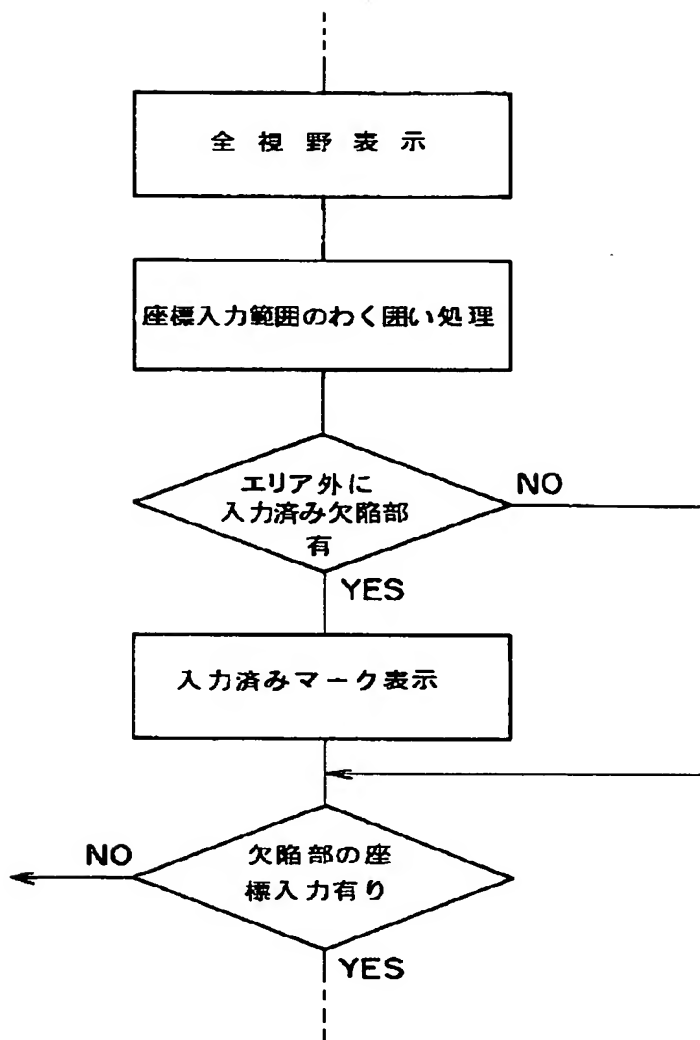 全視野表示
座標入力範囲のわく囲い処理
エリア外に
入力済み欠陥部
有
NO
YES
入力済みマーク表示
NO
欠陥部の座
標入力有り
YES